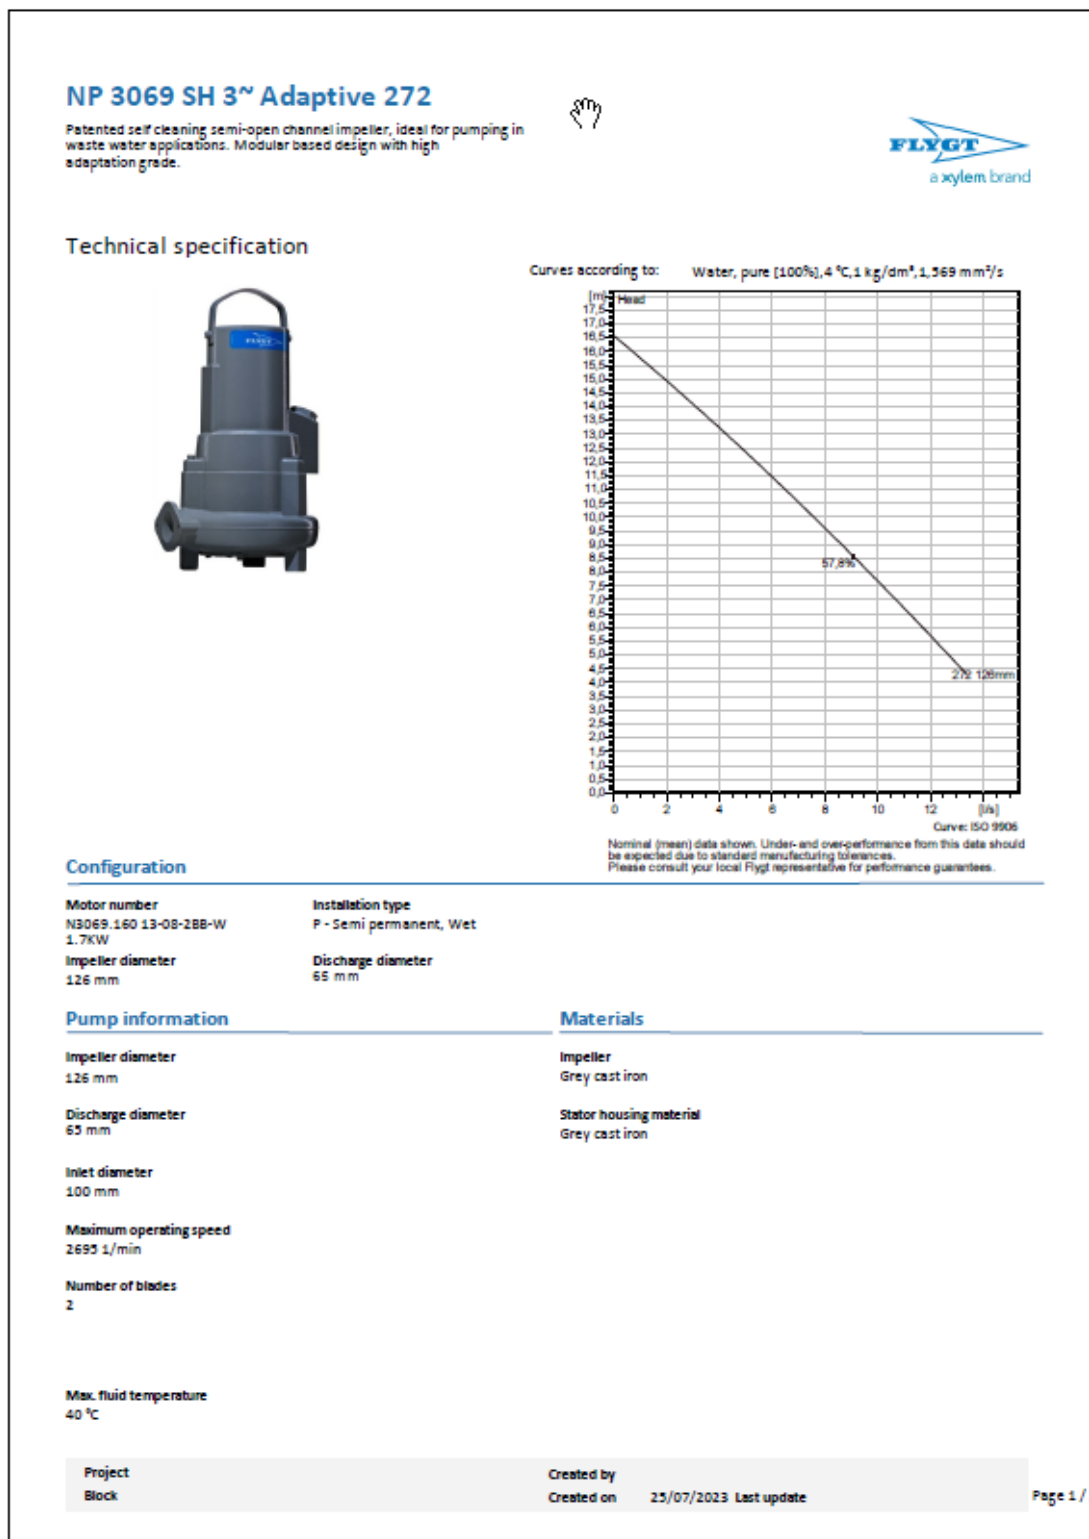 NP 3069 SH 3~ Adaptive 272
Patented self cleaning semi-open channel impeller, ideal for pumping in
waste water applications. Modular based design with high
adaptation grade.
FLYGT
a xylem brand
Technical specification
FLYGT
Curves according to: Water, pure [100%],4 °C,1 kg/dm³,1,569 mm²/s
[m] Head
17,5
17,0
16,5
16,0
15,5
15,0
14,5
14,0
13,5
13,0
12,5
12,0
11,5
11,0
10,5
10,0
9,5
9,0
8,5
8,0
7,5
7,0
6,5
6,0
5,5
5,0
4,5
4,0
3,5
3,0
2,5
2,0
1,5
1,0
0,5
0,0
57,8%
272 126mm
0 2 4 6 8 10 12 [l/s]
Curve: ISO 9906
Nominal (mean) data shown. Under- and over-performance from this data should
be expected due to standard manufacturing tolerances.
Please consult your local Flygt representative for performance guarantees.
Configuration
Motor number Installation type
N3069.160 13-08-2BB-W P - Semi permanent, Wet
1.7KW
Impeller diameter Discharge diameter
126 mm 65 mm
Pump information Materials
Impeller diameter Impeller
126 mm Grey cast iron
Discharge diameter Stator housing material
65 mm Grey cast iron
Inlet diameter
100 mm
Maximum operating speed
2695 1/min
Number of blades
2
Max. fluid temperature
40 °C
Project Created by
Block Created on 25/07/2023 Last update Page 1 /